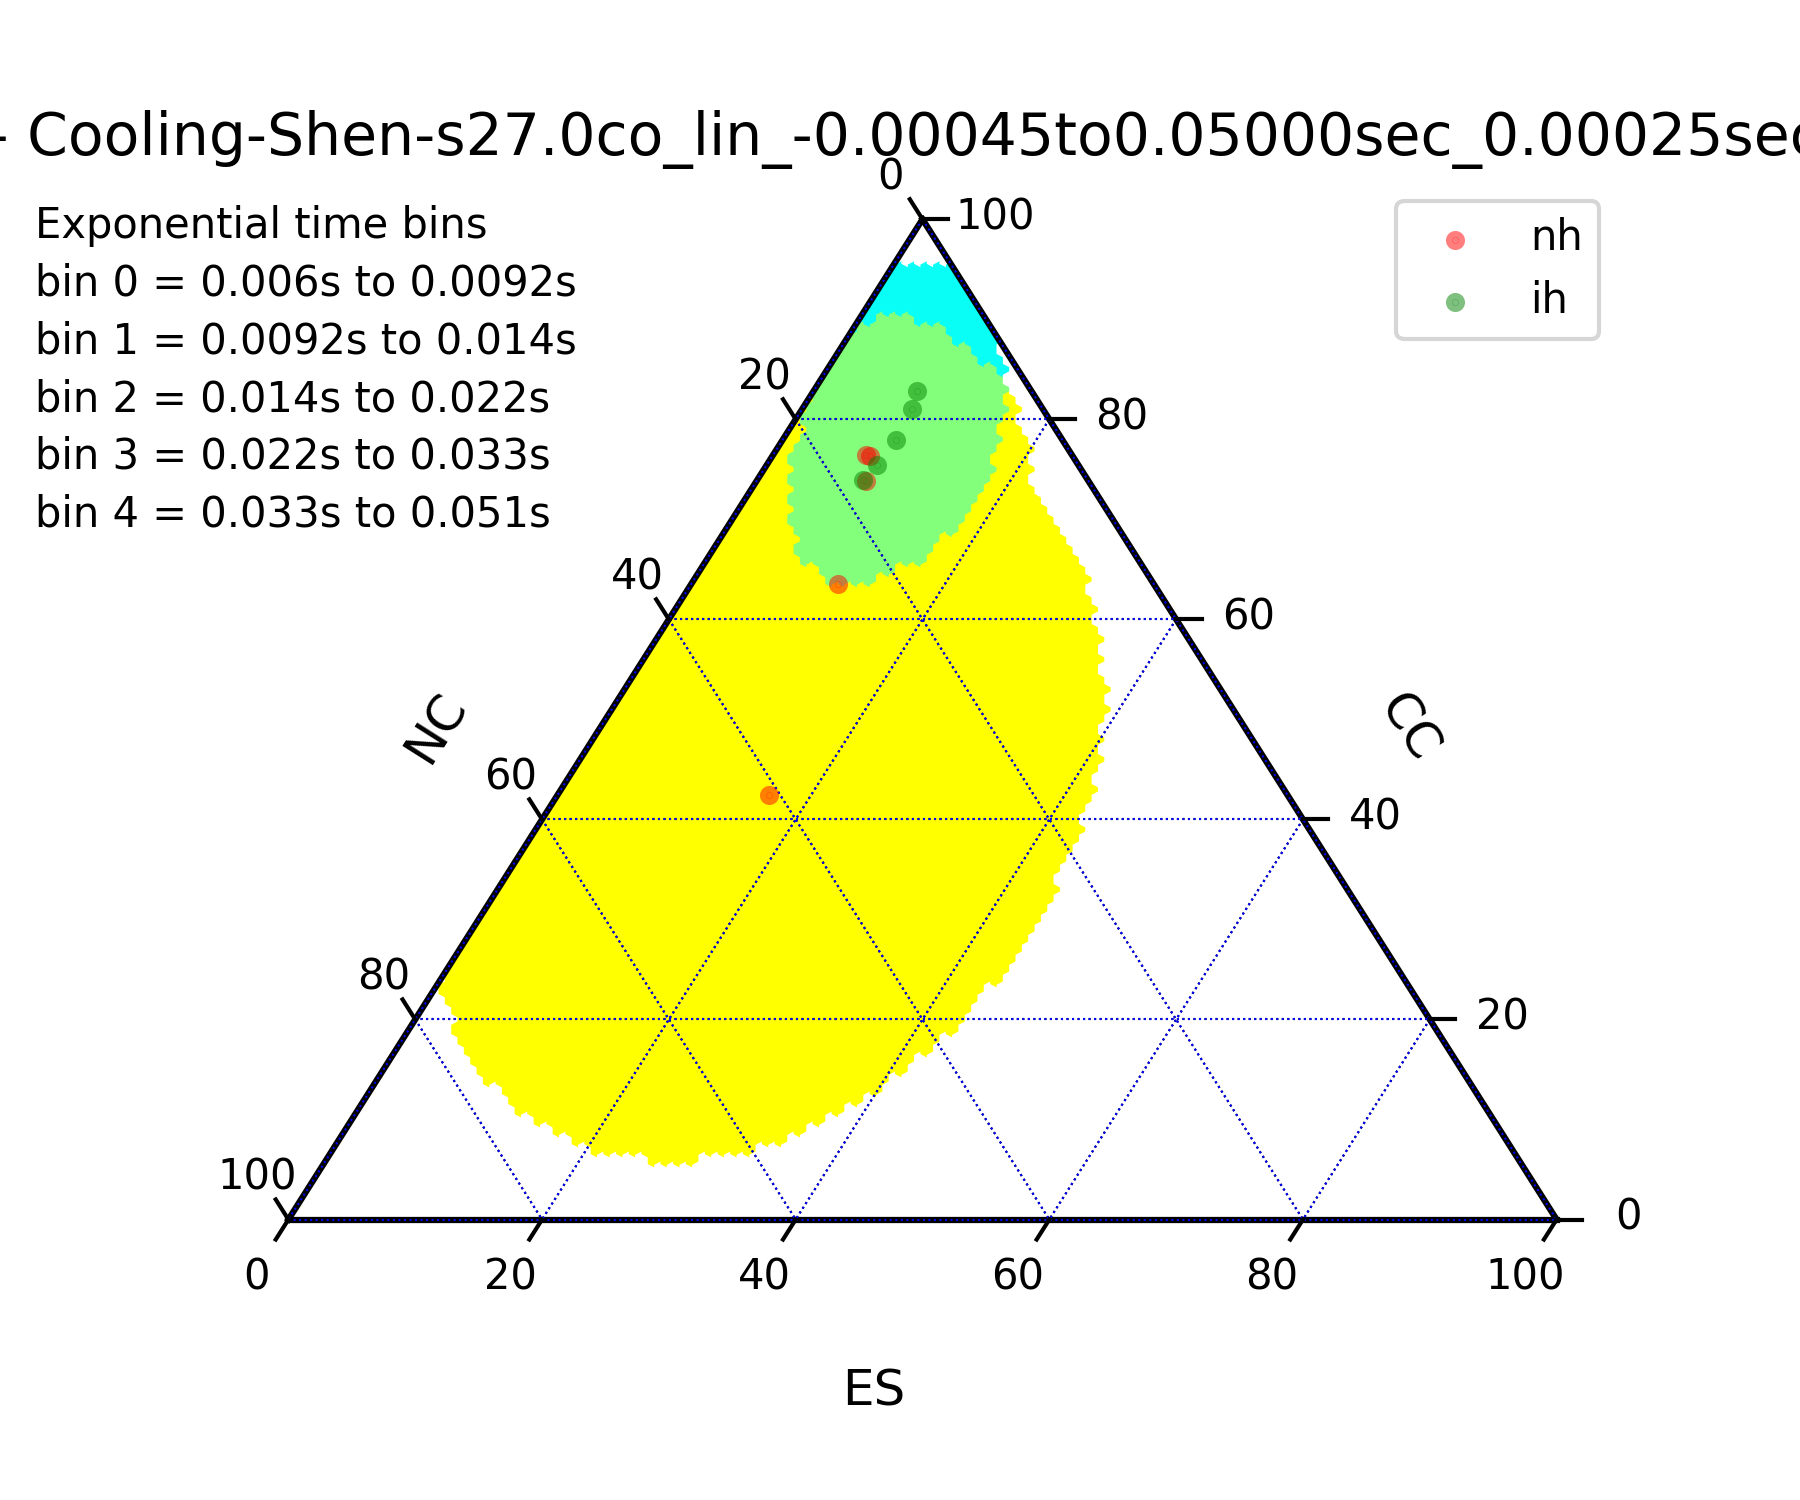 - Cooling-Shen-s27.0co_lin_-0.00045to0.05000sec_0.00025sec
Exponential time bins
bin 0 = 0.006s to 0.0092s
bin 1 = 0.0092s to 0.014s
bin 2 = 0.014s to 0.022s
bin 3 = 0.022s to 0.033s
bin 4 = 0.033s to 0.051s
nh
ih
0
20
40
60
80
100
NC
100
80
60
40
20
0
CC
0
20
40
60
80
100
ES